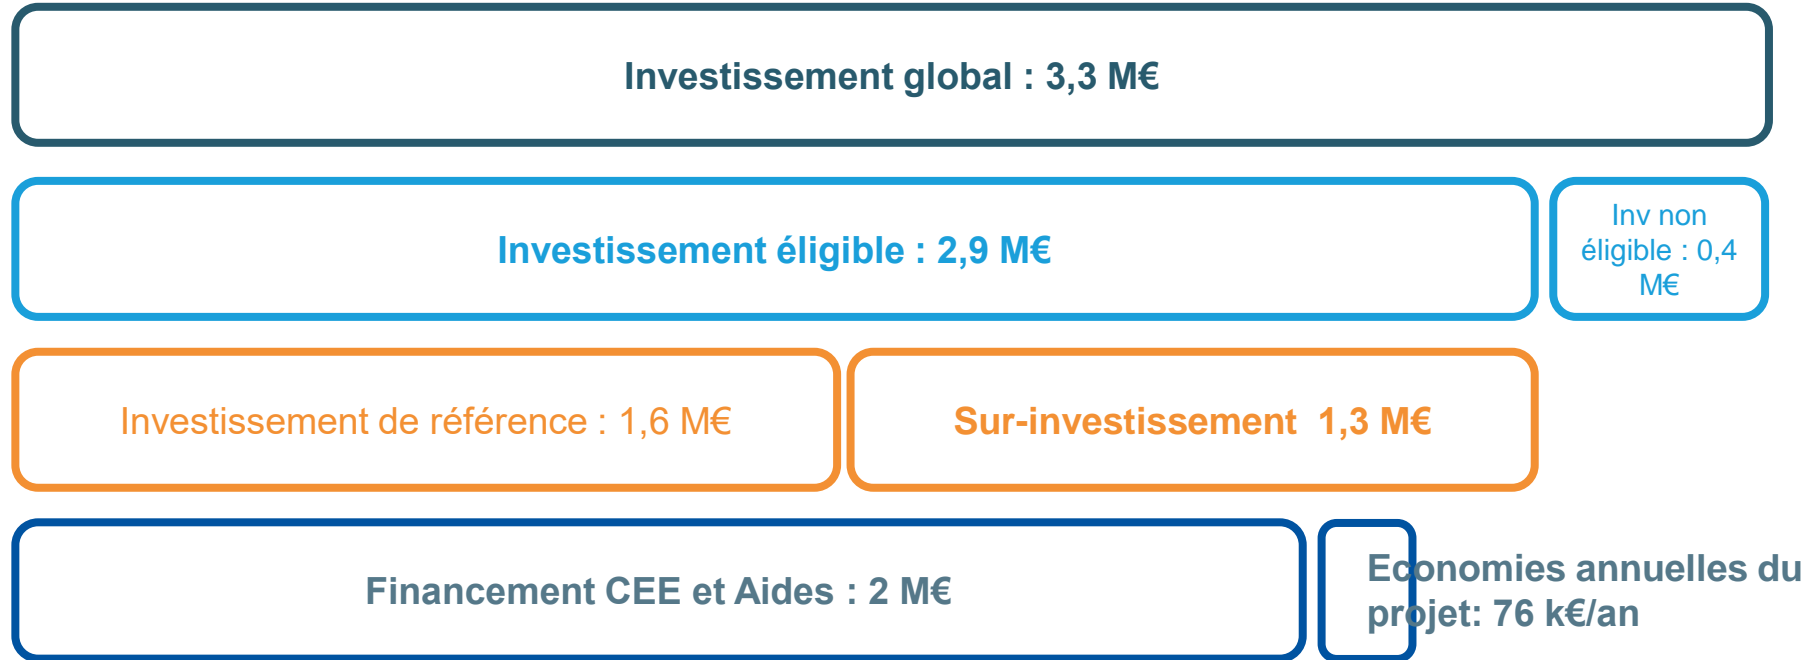 Investissement global : 3,3 M€
Investissement éligible : 2,9 M€
Inv non
éligible : 0,4
M€
Investissement de référence : 1,6 M€
Sur-investissement  1,3 M€
Financement CEE et Aides : 2 M€
Economies annuelles du
projet: 76 k€/an